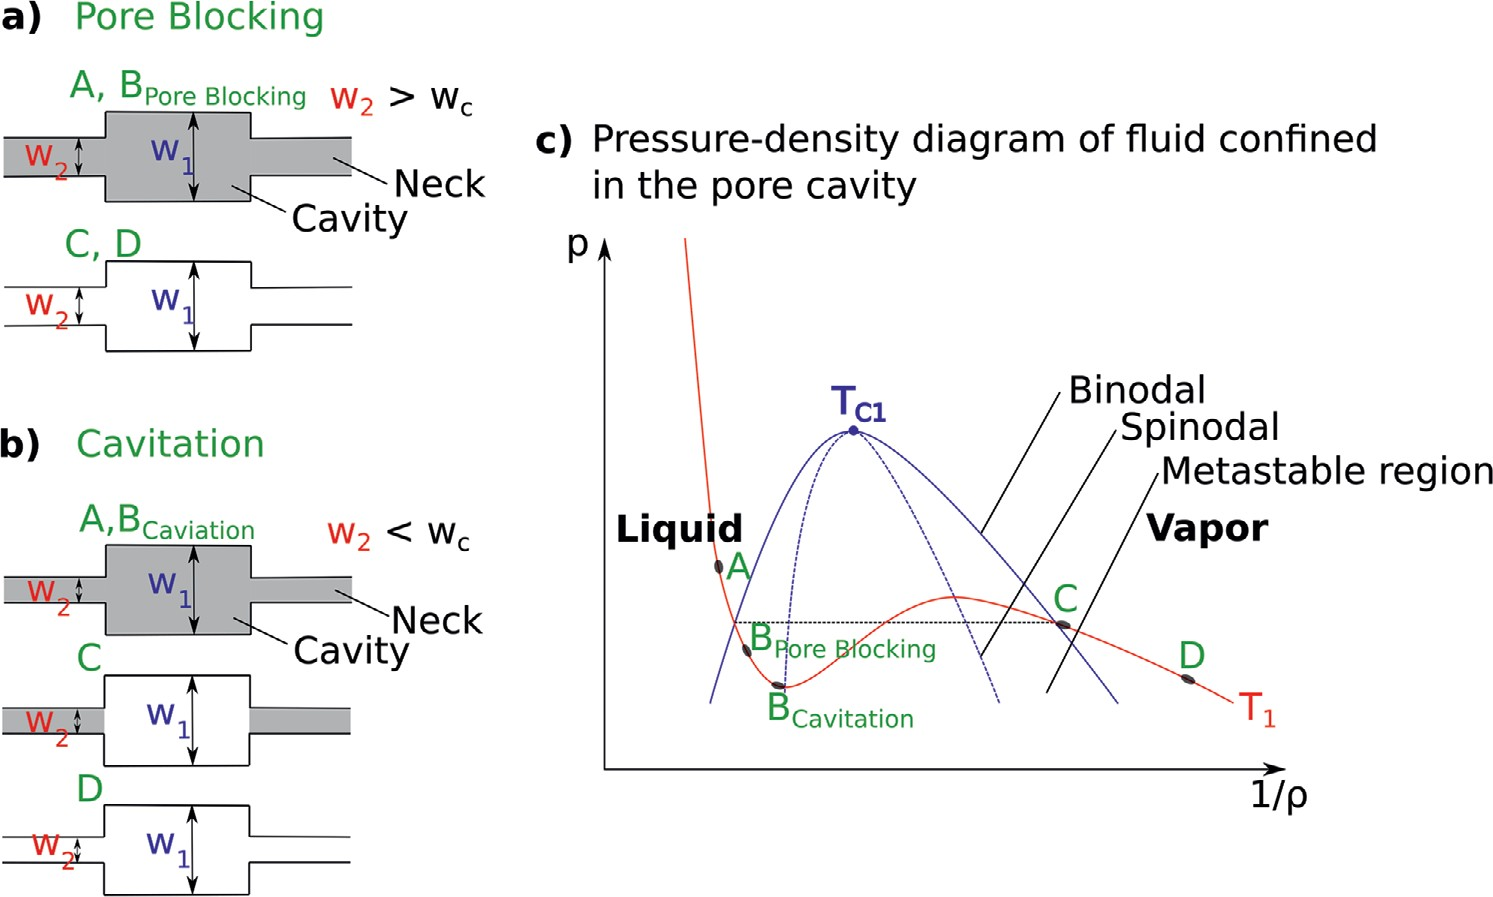 a) Pore Blocking
A, BPore Blocking
w2 > wc
w2
w1
Neck
Cavity
C, D
w2
w1
b) Cavitation
A,BCaviation
w2 < wc
w2
w1
Neck
Cavity
C
w2
w1
D
w2
w1
c) Pressure-density diagram of fluid confined
in the pore cavity
p
TC1
Binodal
Spinodal
Metastable region
Liquid
Vapor
A
C
BPore Blocking
D
BCavitation
T1
1/ρ